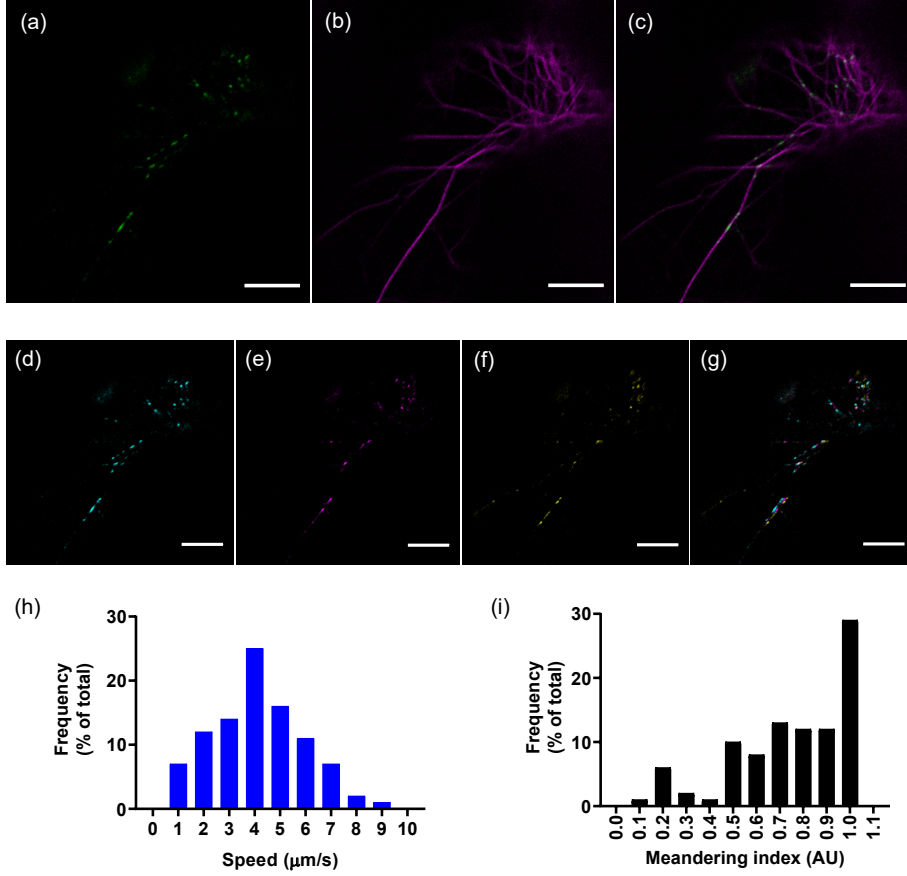 (a)
(b)
(c)
(d)
(e)
(f)
(g)
(h)
30
20
10
0
Frequency
(% of total)
0 1 2 3 4 5 6 7 8 9 10
Speed (μm/s)
(i)
30
20
10
0
Frequency
(% of total)
0.0 0.1 0.2 0.3 0.4 0.5 0.6 0.7 0.8 0.9 1.0 1.1
Meandering index (AU)